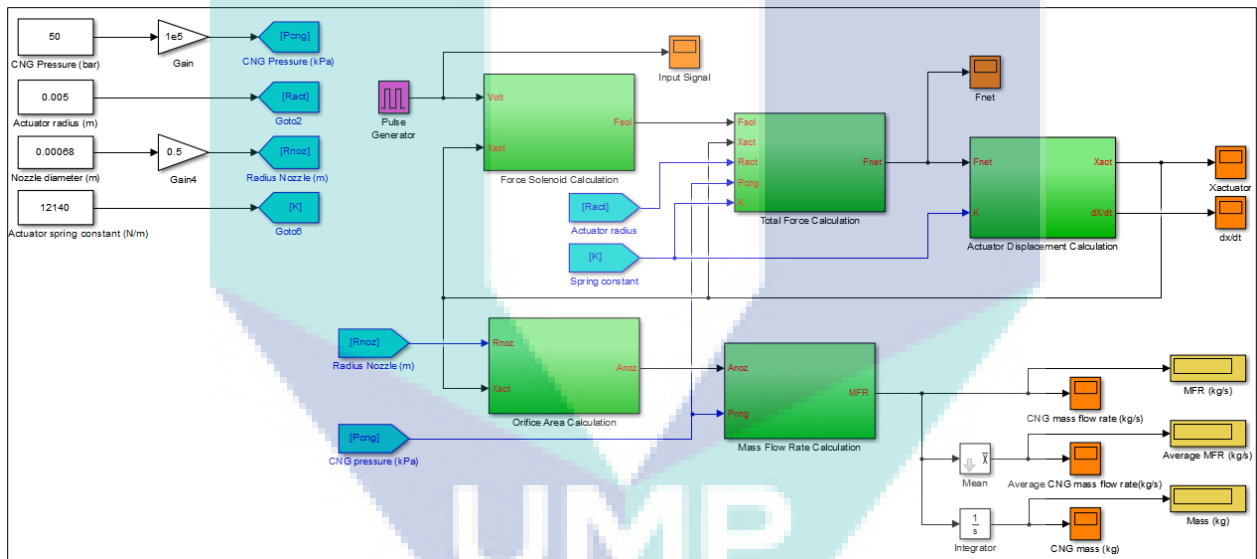 50
CNG Pressure (bar)
1e5
Gain
[Pcng]
CNG Pressure (kPa)
0.005
Actuator radius (m)
[Ract]
Goto2
0.00068
Nozzle diameter (m)
0.5
Gain4
[Rnoz]
Radius Nozzle (m)
12140
Actuator spring constant (N/m)
[K]
Goto6
Pulse
Generator
Input Signal
Volt
Xact
Fsol
Force Solenoid Calculation
[Ract]
Actuator radius
[K]
Spring constant
Fsol
Xact
Ract
Pcng
K
Fnet
Total Force Calculation
Fnet
Fnet
K
Xact
dX/dt
Actuator Displacement Calculation
Xactuator
dx/dt
[Rnoz]
Radius Nozzle (m)
[Pcng]
CNG pressure (kPa)
Rnoz
Xact
Anoz
Orifice Area Calculation
Anoz
Pcng
MFR
Mass Flow Rate Calculation
MFR (kg/s)
CNG mass flow rate (kg/s)
Average MFR (kg/s)
X
Mean
Average CNG mass flow rate(kg/s)
Mass (kg)
1
s
Integrator
CNG mass (kg)
UMP